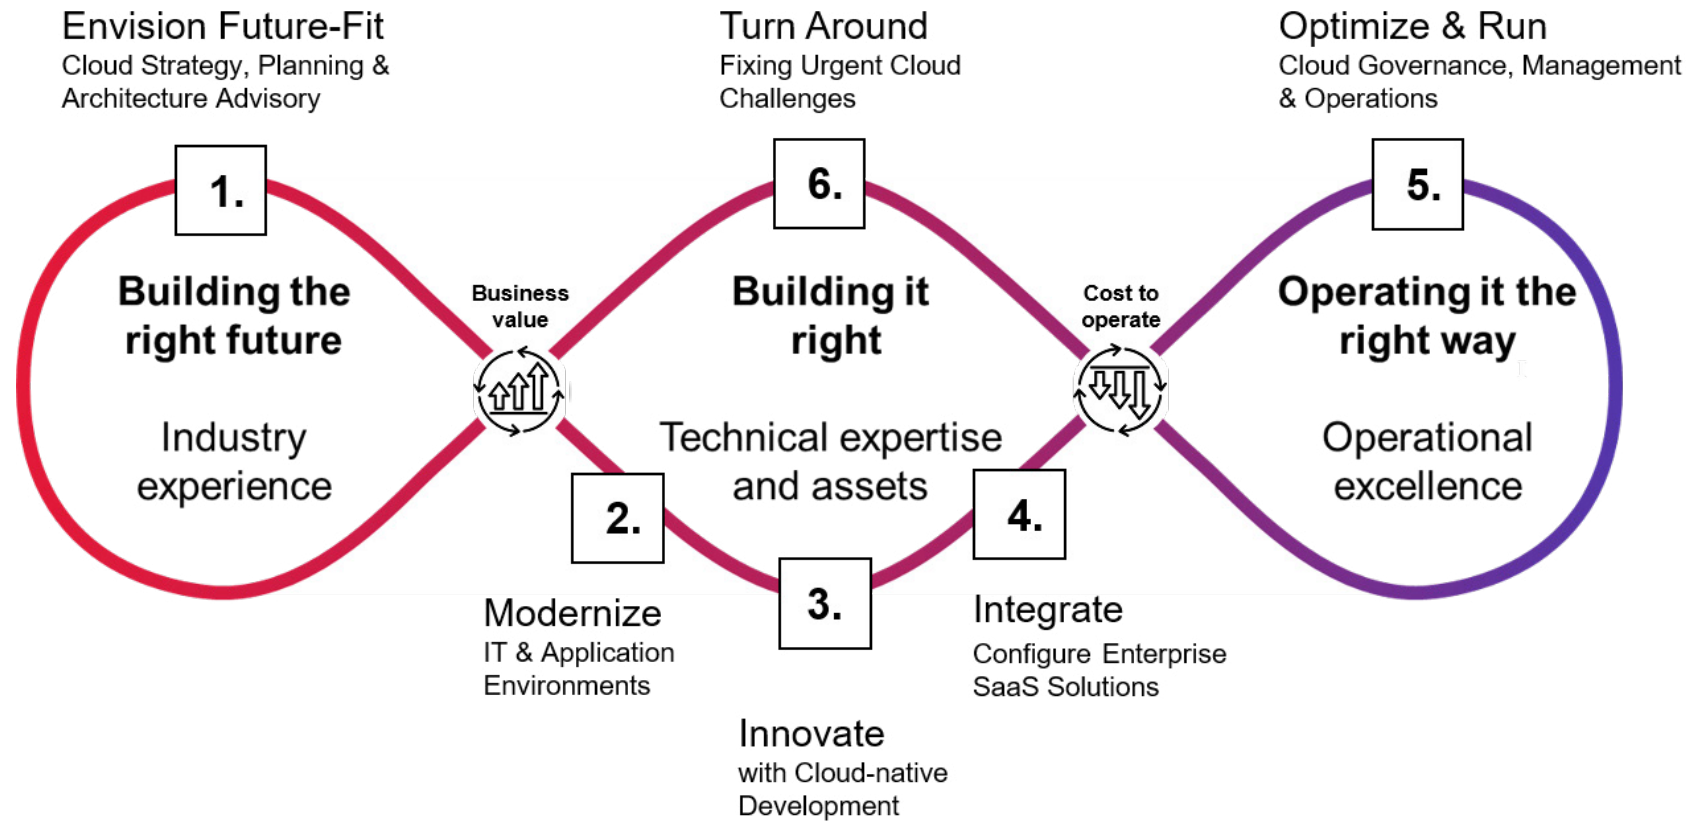 Envision Future-Fit
Cloud Strategy, Planning &
Architecture Advisory
Turn Around
Fixing Urgent Cloud
Challenges
Optimize & Run
Cloud Governance, Management
& Operations
1.
6.
5.
Building the
right future
Industry
experience
Business
value
Building it
right
Technical expertise
and assets
Cost to
operate
Operating it the
right way
Operational
excellence
2.
3.
4.
Modernize
IT & Application
Environments
Innovate
with Cloud-native
Development
Integrate
Configure Enterprise
SaaS Solutions